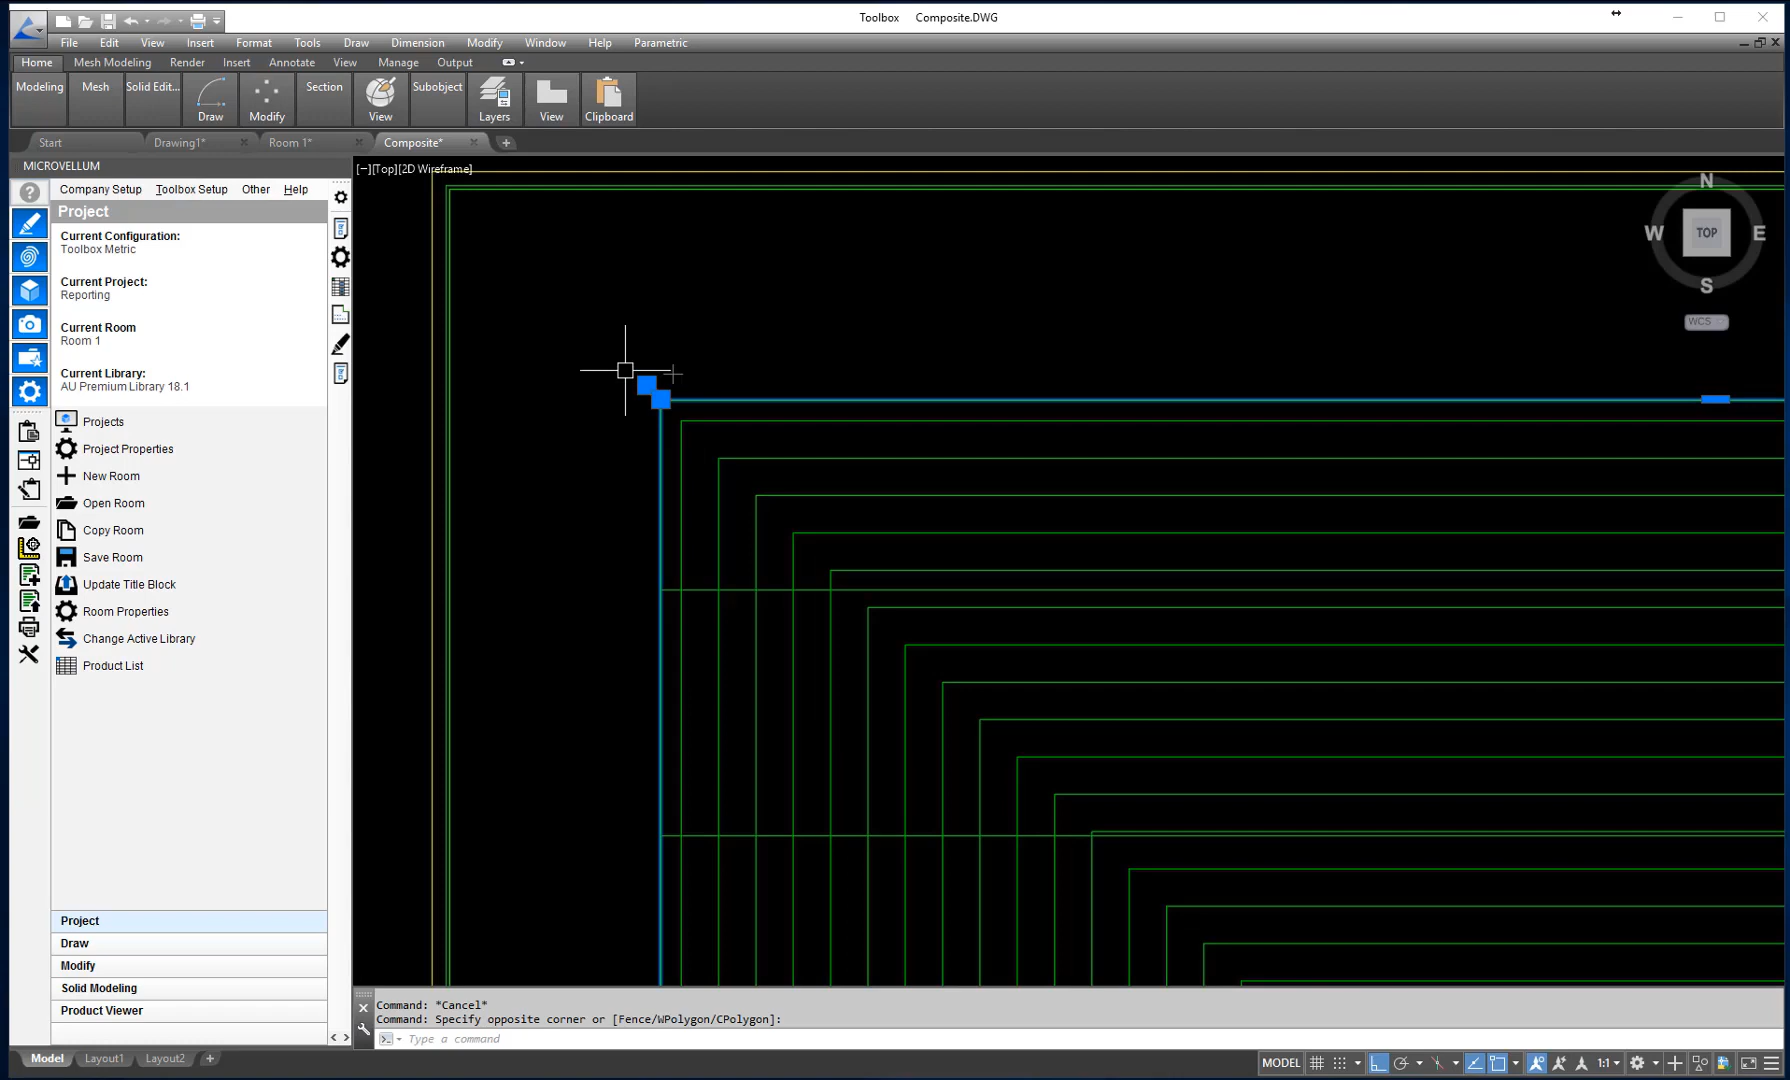 Toolbox Composite.DWG
File Edit View Insert Format Tools Draw Dimension Modify Window Help Parametric
Home Mesh Modeling Render Insert Annotate View Manage Output
Modeling Mesh Solid Edit... Draw Modify Section View Subobject Layers View Clipboard
Start Drawing1* Room 1* Composite*
MICROVELLUM
[−][Top][2D Wireframe]
Company Setup Toolbox Setup Other Help
Project
Current Configuration:
Toolbox Metric
Current Project:
Reporting
Current Room
Room 1
Current Library:
AU Premium Library 18.1
Projects
Project Properties
New Room
Open Room
Copy Room
Save Room
Update Title Block
Room Properties
Change Active Library
Product List
Project
Draw
Modify
Solid Modeling
Product Viewer
N
W TOP E
S
WCS
Command: *Cancel*
Command: Specify opposite corner or [Fence/WPolygon/CPolygon]:
Type a command
Model Layout1 Layout2
MODEL 1:1